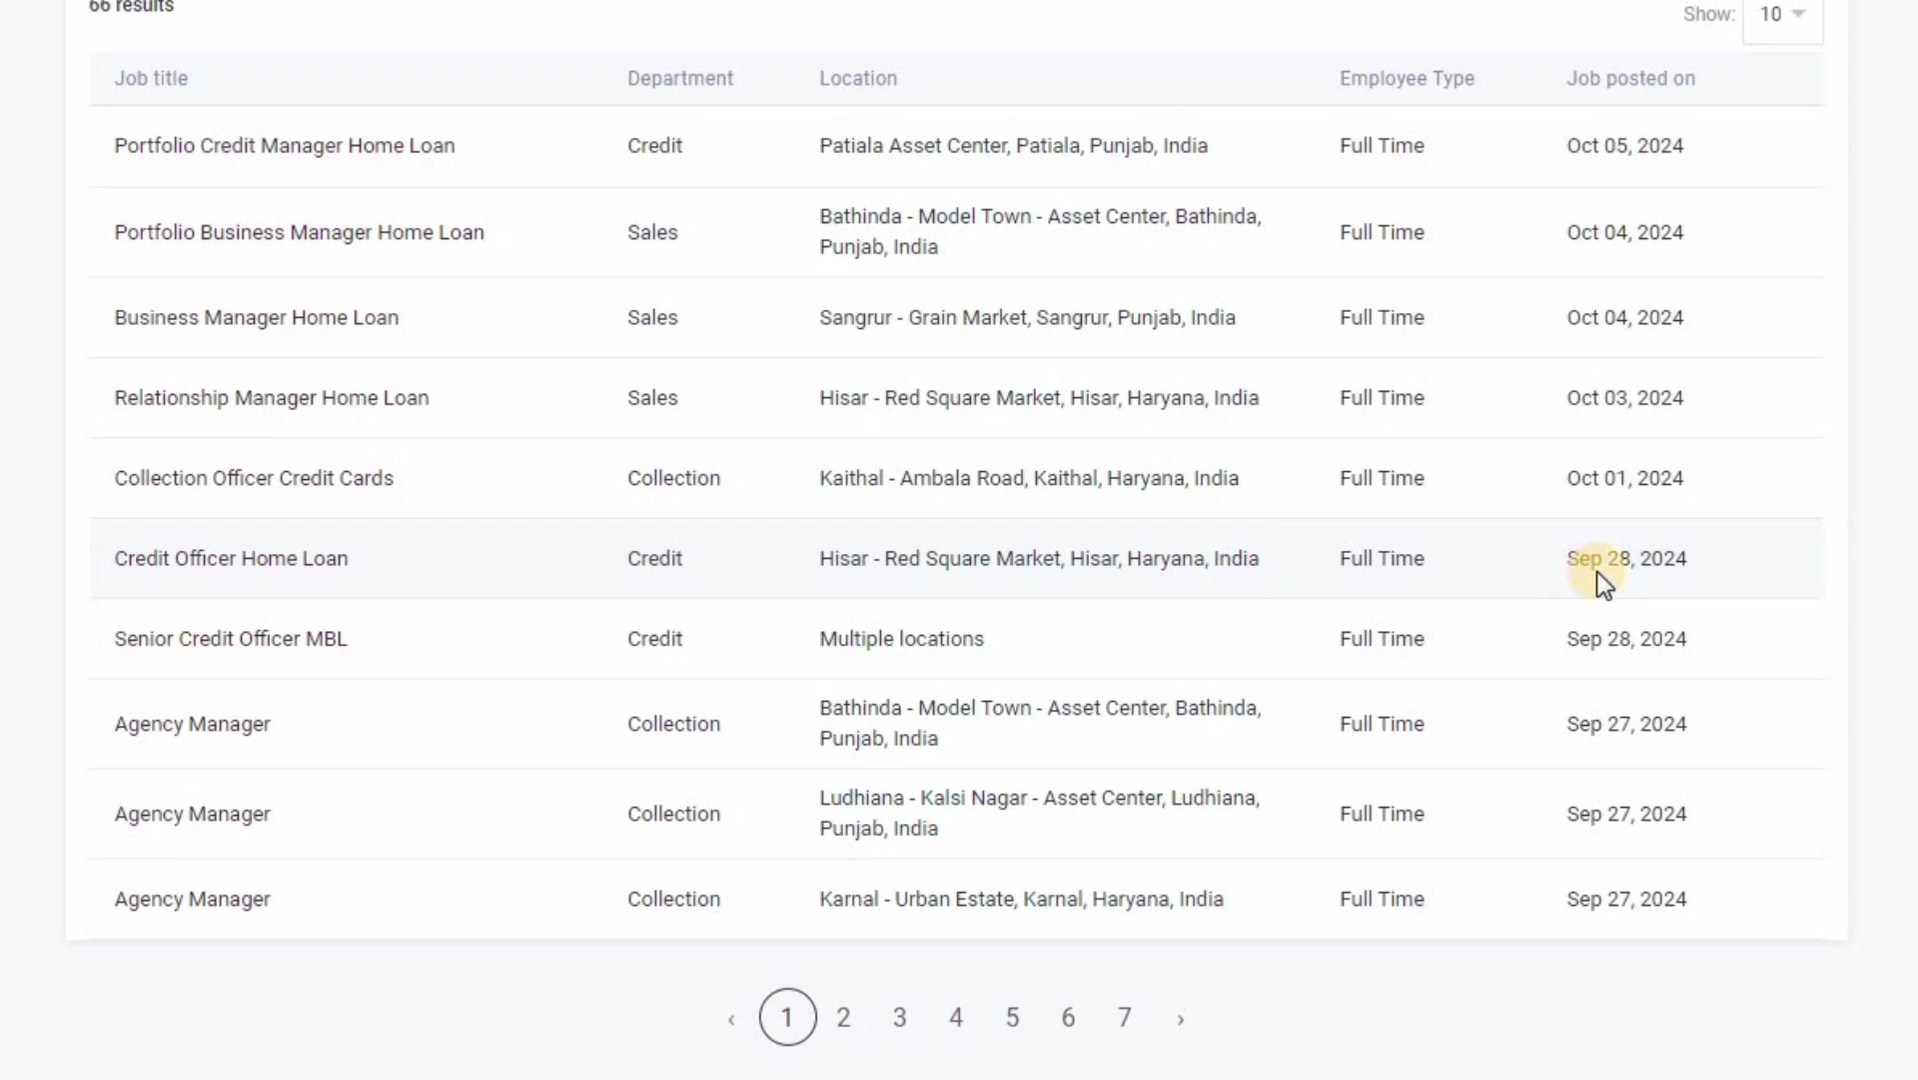 66 results
Show: 10
Job title Department Location Employee Type Job posted on
Portfolio Credit Manager Home Loan Credit Patiala Asset Center, Patiala, Punjab, India Full Time Oct 05, 2024
Portfolio Business Manager Home Loan Sales Bathinda - Model Town - Asset Center, Bathinda, Full Time Oct 04, 2024
Punjab, India
Business Manager Home Loan Sales Sangrur - Grain Market, Sangrur, Punjab, India Full Time Oct 04, 2024
Relationship Manager Home Loan Sales Hisar - Red Square Market, Hisar, Haryana, India Full Time Oct 03, 2024
Collection Officer Credit Cards Collection Kaithal - Ambala Road, Kaithal, Haryana, India Full Time Oct 01, 2024
Credit Officer Home Loan Credit Hisar - Red Square Market, Hisar, Haryana, India Full Time Sep 28, 2024
Senior Credit Officer MBL Credit Multiple locations Full Time Sep 28, 2024
Agency Manager Collection Bathinda - Model Town - Asset Center, Bathinda, Full Time Sep 27, 2024
Punjab, India
Agency Manager Collection Ludhiana - Kalsi Nagar - Asset Center, Ludhiana, Full Time Sep 27, 2024
Punjab, India
Agency Manager Collection Karnal - Urban Estate, Karnal, Haryana, India Full Time Sep 27, 2024
‹ 1 2 3 4 5 6 7 ›